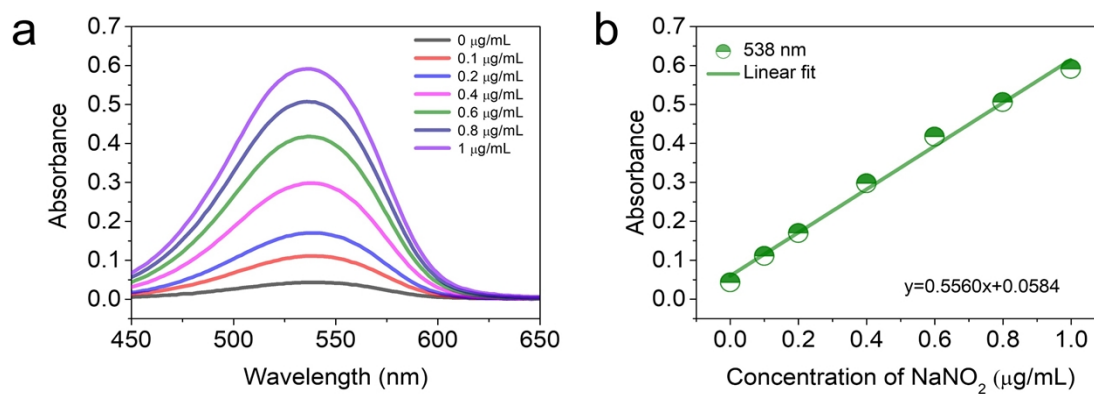 a
0.7
0.6
0.5
0.4
0.3
0.2
0.1
0.0
Absorbance
450
500
550
600
650
Wavelength (nm)
0 μg/mL
0.1 μg/mL
0.2 μg/mL
0.4 μg/mL
0.6 μg/mL
0.8 μg/mL
1 μg/mL
b
0.7
0.6
0.5
0.4
0.3
0.2
0.1
0.0
Absorbance
538 nm
Linear fit
y=0.5560x+0.0584
0.0
0.2
0.4
0.6
0.8
1.0
Concentration of NaNO₂ (μg/mL)